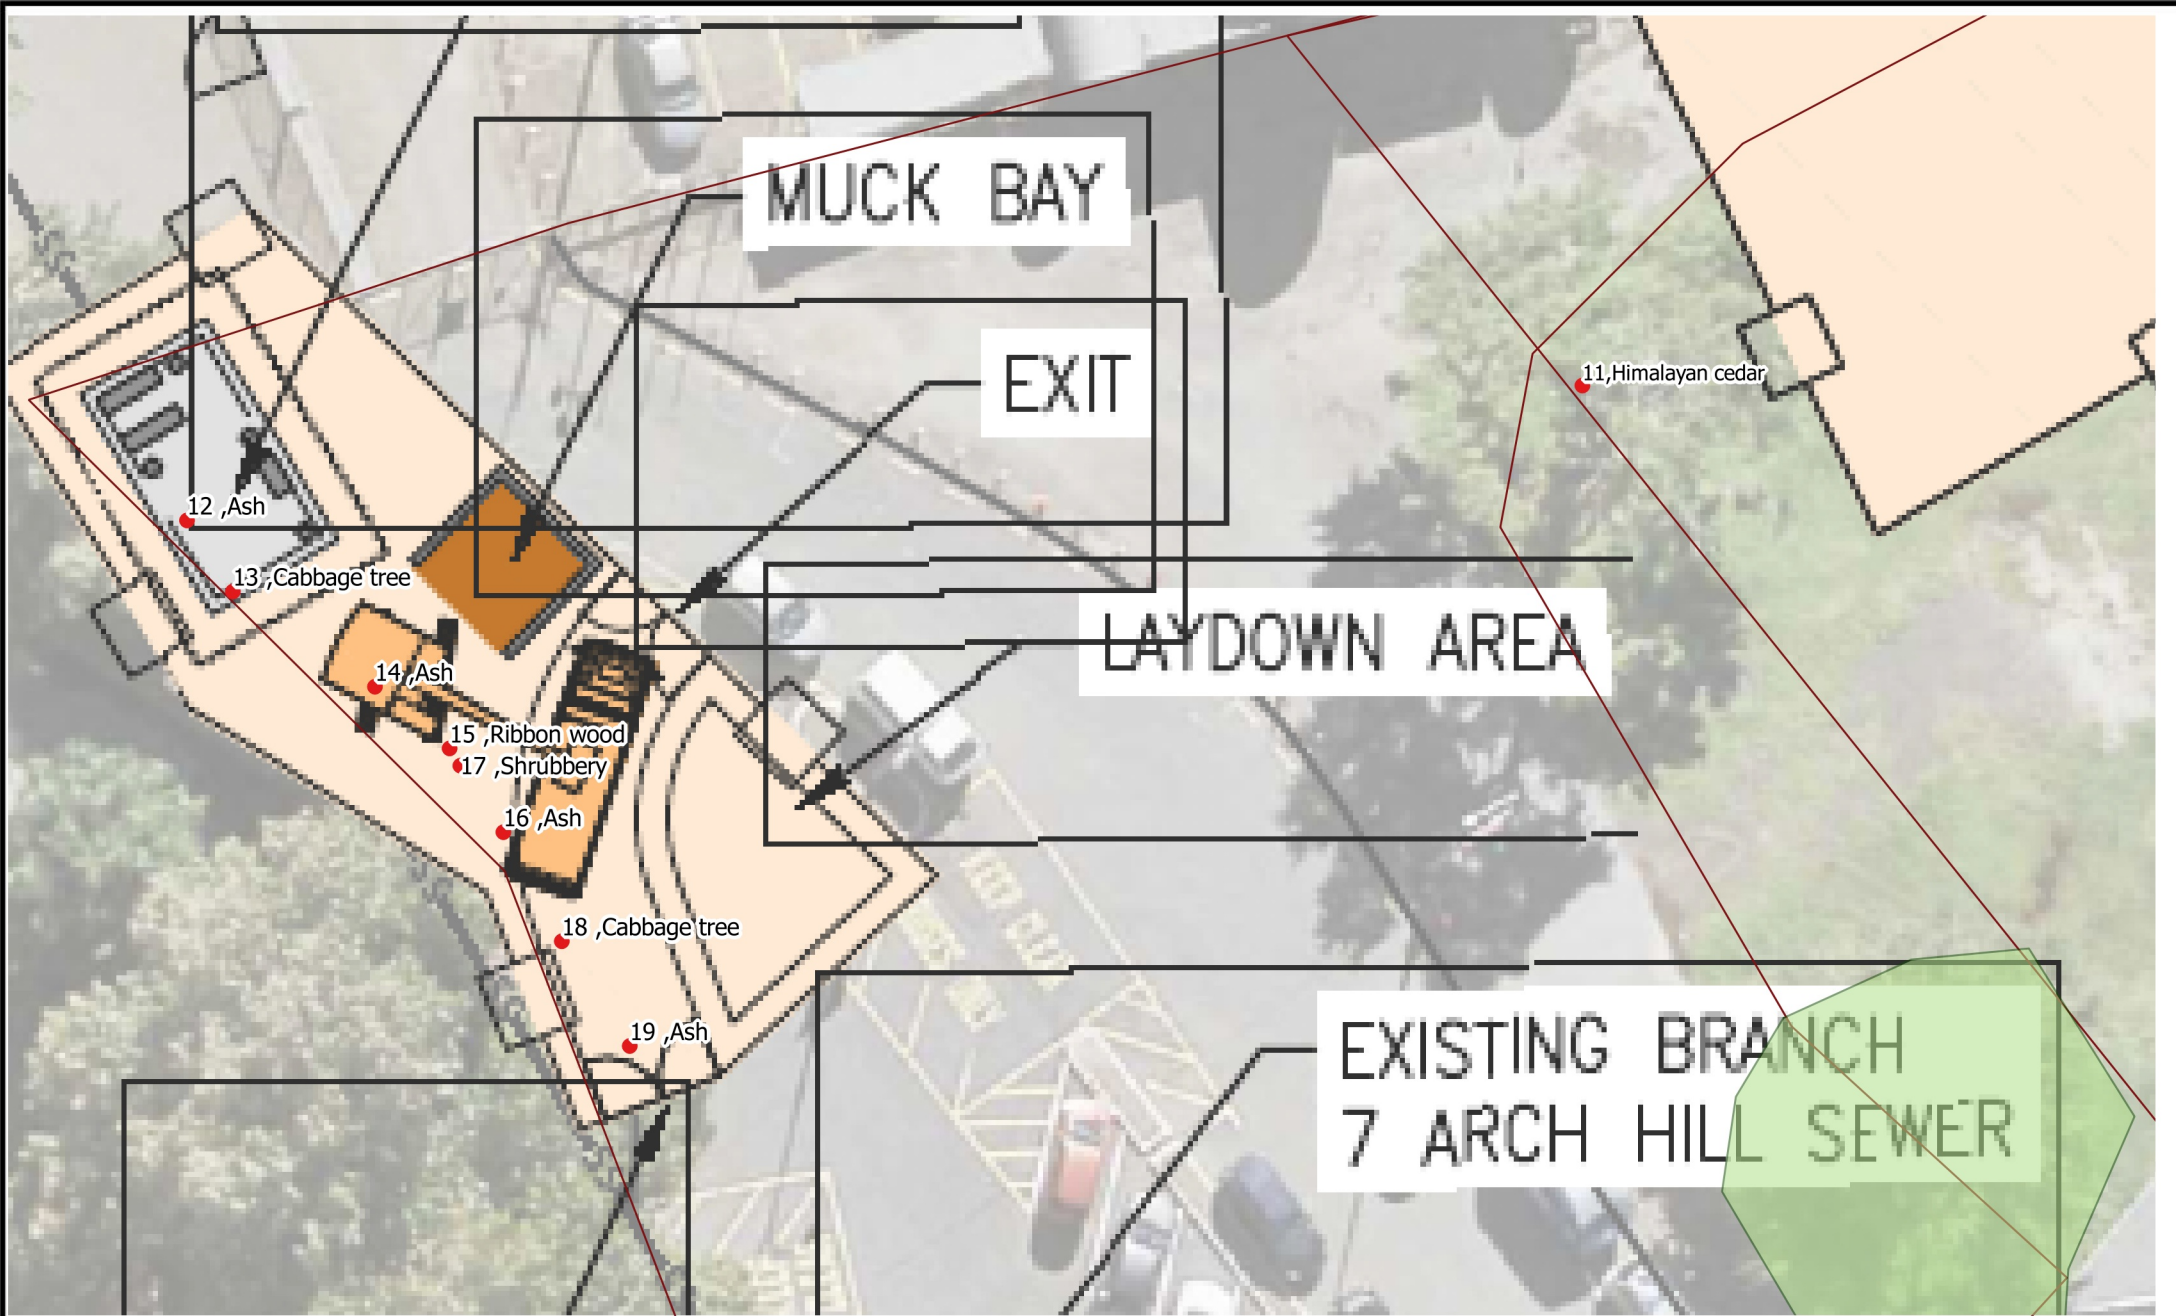 MUCK BAY
EXIT
11,Himalayan cedar
12 ,Ash
13 ,Cabbage tree
LAYDOWN AREA
14 ,Ash
15 ,Ribbon wood
17 ,Shrubbery
16 ,Ash
18 ,Cabbage tree
19 ,Ash
EXISTING BRANCH
7 ARCH HILL SEWER